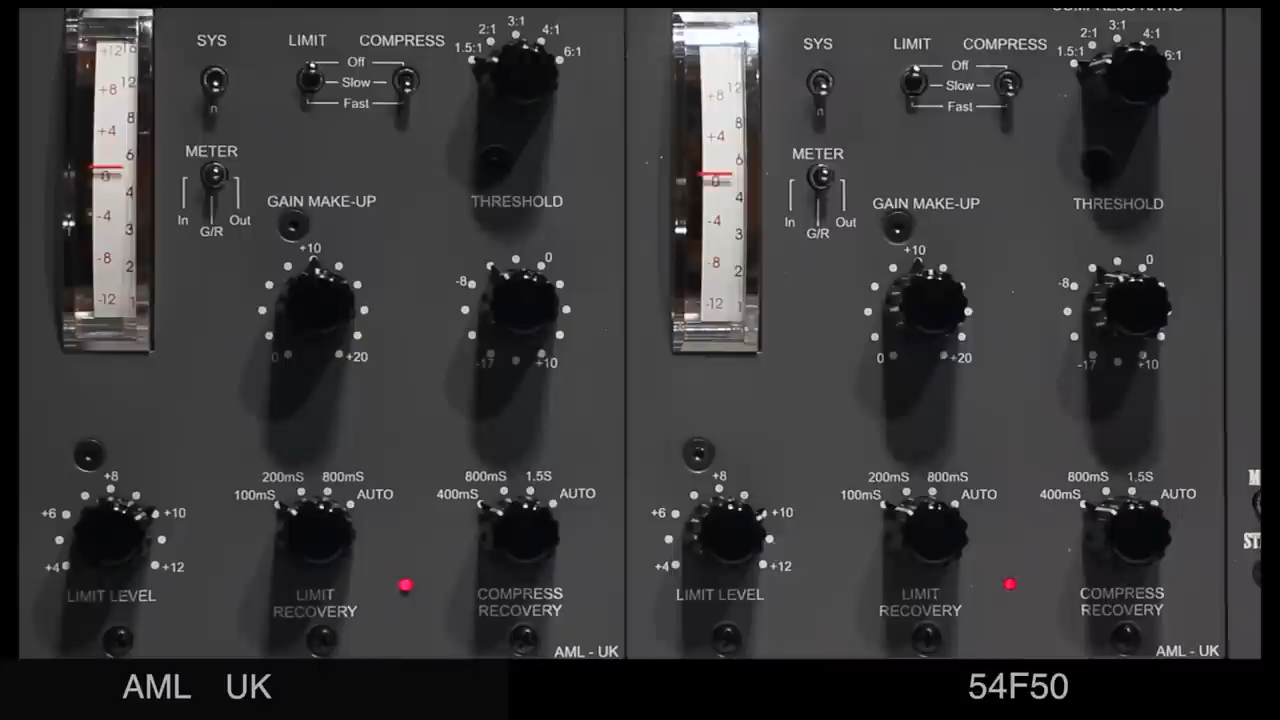 SYS
LIMIT COMPRESS
Off
Slow
Fast
n
1.5:1 2:1 3:1 4:1 6:1
METER
In G/R Out
GAIN MAKE-UP
+10
0 +20
THRESHOLD
-8 0
-17 +10
+12
+8
+4
0
-4
-8
-12
12
8
6
4
3
2
1
+8
+6 +10
+4 +12
LIMIT LEVEL
200mS 800mS
100mS AUTO
LIMIT
RECOVERY
800mS 1.5S
400mS AUTO
COMPRESS
RECOVERY
AML - UK
SYS
LIMIT COMPRESS
Off
Slow
Fast
n
1.5:1 2:1 3:1 4:1 6:1
METER
In G/R Out
GAIN MAKE-UP
+10
0 +20
THRESHOLD
-8 0
-17 +10
+8
+4
0
-4
-8
-12
12
8
6
4
3
2
1
+8
+6 +10
+4 +12
LIMIT LEVEL
200mS 800mS
100mS AUTO
LIMIT
RECOVERY
800mS 1.5S
400mS AUTO
COMPRESS
RECOVERY
AML - UK
AML UK
54F50